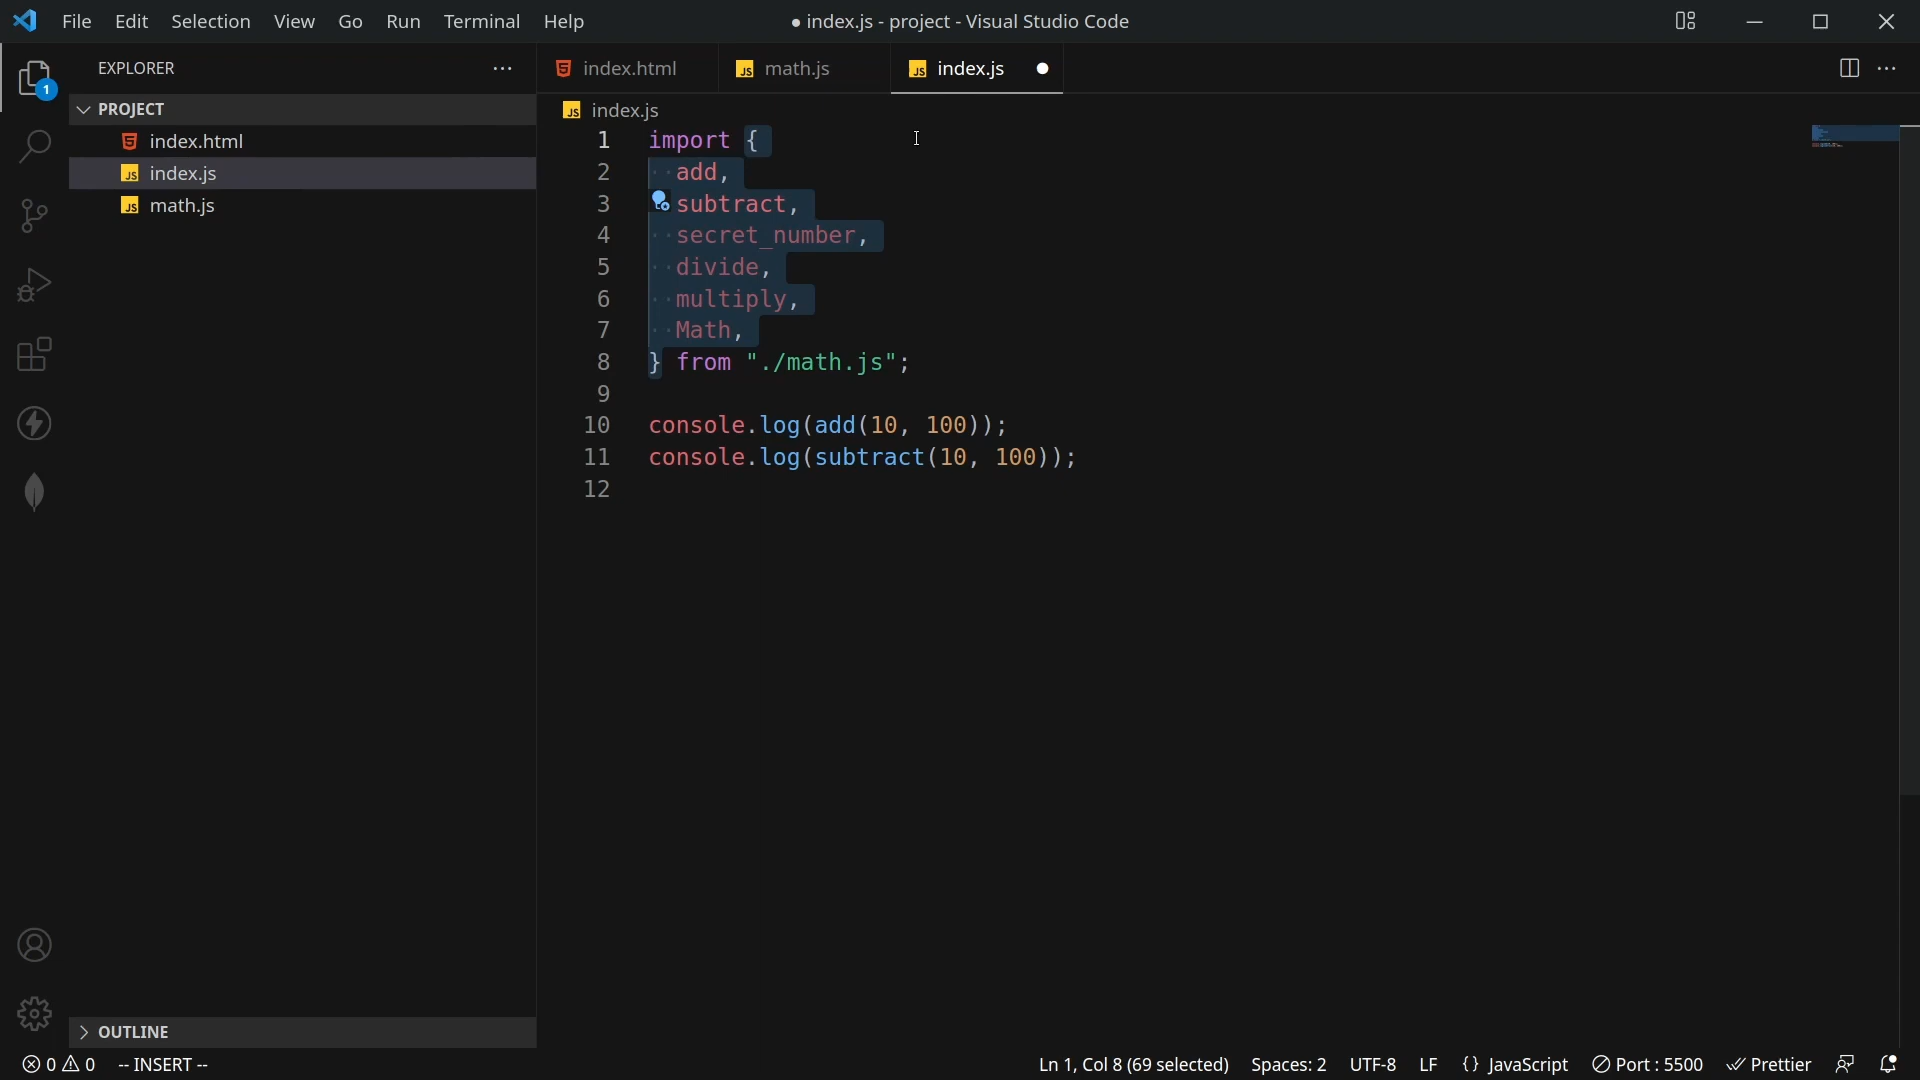 File Edit Selection View Go Run Terminal Help
● index.js - project - Visual Studio Code
EXPLORER
PROJECT
index.html
index.js
math.js
OUTLINE
1
index.html
JS math.js
JS index.js
JS index.js
1 import {
2 add,
3 subtract,
4 secret_number,
5 divide,
6 multiply,
7 Math,
8 } from "./math.js";
9
10 console.log(add(10, 100));
11 console.log(subtract(10, 100));
12
0 0 -- INSERT --
Ln 1, Col 8 (69 selected) Spaces: 2 UTF-8 LF {} JavaScript Port : 5500 Prettier